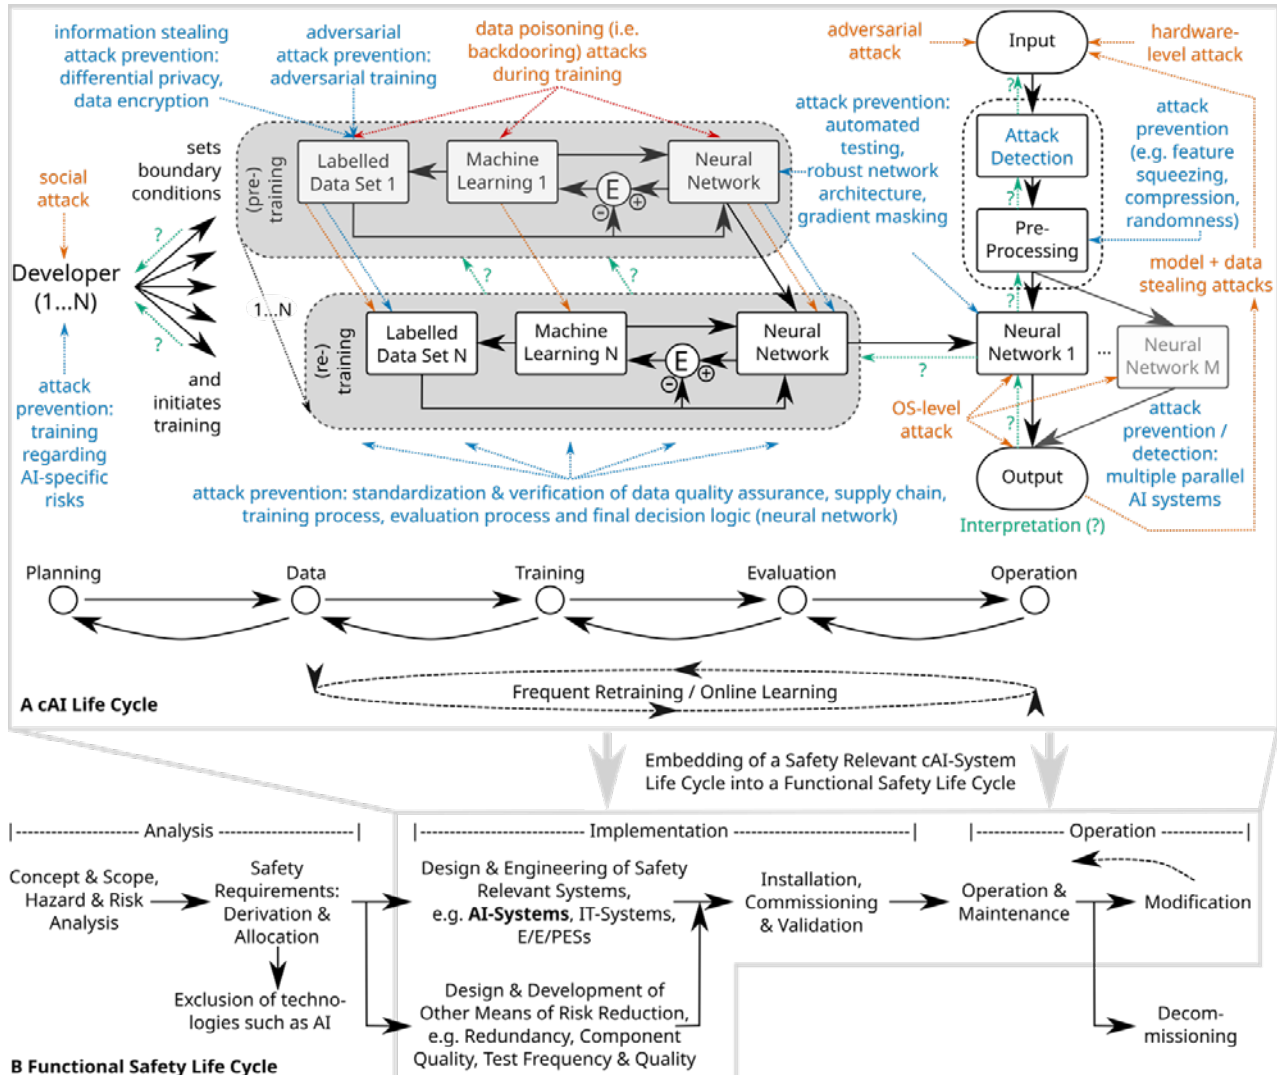 information stealing
attack prevention:
differential privacy,
data encryption
adversarial
attack prevention:
adversarial training
data poisoning (i.e.
backdooring) attacks
during training
adversarial
attack
Input
hardware-
level attack
sets
boundary
conditions
social
attack
Developer
(1...N)
?
?
attack
prevention:
training
regarding
AI-specific
risks
and
initiates
training
(pre-)
training
Labelled
Data Set 1
Machine
Learning 1
Neural
Network
E
1...N
?
?
(re-)
training
Labelled
Data Set N
Machine
Learning N
Neural
Network
E
attack prevention:
automated
testing,
robust network
architecture,
gradient masking
?
Attack
Detection
?
Pre-
Processing
?
attack
prevention
(e.g. feature
squeezing,
compression,
randomness)
model + data
stealing attacks
Neural
Network 1
...
Neural
Network M
?
OS-level
attack
?
attack
prevention /
detection:
multiple parallel
AI systems
Output
Interpretation (?)
attack prevention: standardization & verification of data quality assurance, supply chain,
training process, evaluation process and final decision logic (neural network)
Planning
Data
Training
Evaluation
Operation
Frequent Retraining / Online Learning
A cAI Life Cycle
Embedding of a Safety Relevant cAI-System
Life Cycle into a Functional Safety Life Cycle
Analysis
Implementation
Operation
Concept & Scope,
Hazard & Risk
Analysis
Safety
Requirements:
Derivation &
Allocation
Exclusion of techno-
logies such as AI
Design & Engineering of Safety
Relevant Systems,
e.g. AI-Systems, IT-Systems,
E/E/PESs
Design & Development of
Other Means of Risk Reduction,
e.g. Redundancy, Component
Quality, Test Frequency & Quality
Installation,
Commissioning
& Validation
Operation &
Maintenance
Modification
Decom-
missioning
B Functional Safety Life Cycle